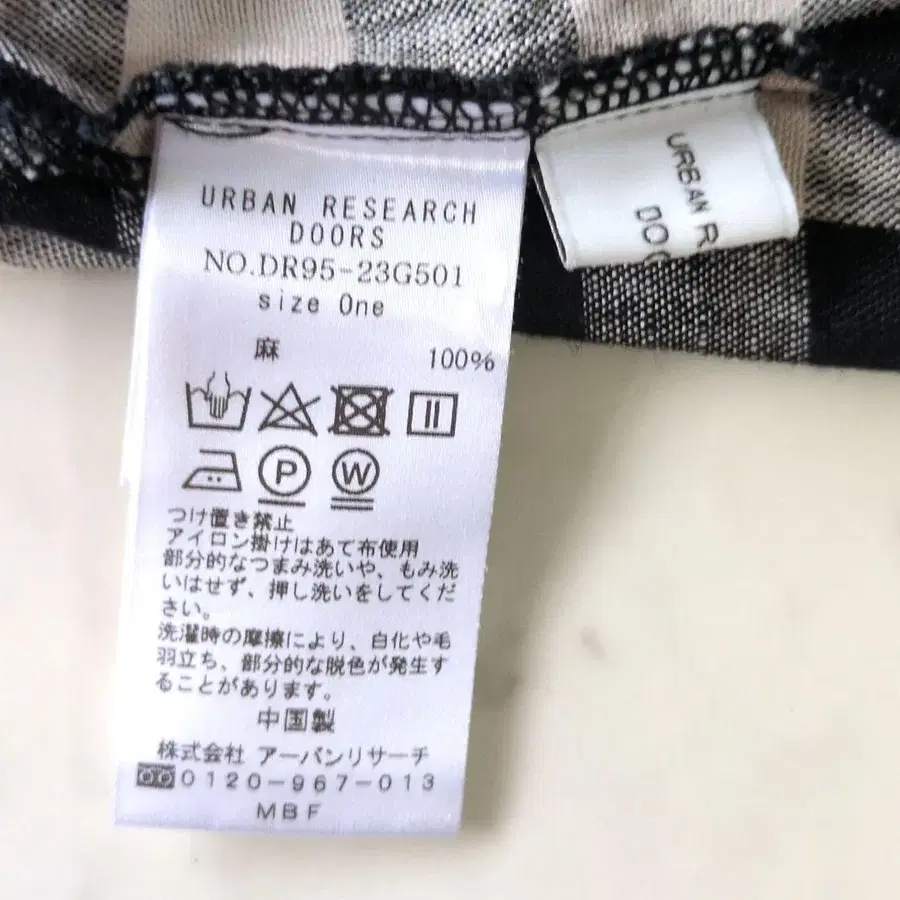 URBAN RESEARCH
DOORS
NO.DR95-23G501
size One
麻 100%
P W
つけ置き禁止
アイロン掛けはあて布使用
部分的なつまみ洗いや、もみ洗
いはせず、押し洗いをしてくだ
さい。
洗濯時の摩擦により、白化や毛
羽立ち、部分的な脱色が発生す
ることがあります。
中国製
株式会社 アーバンリサーチ
0120-967-013
MBF
URBAN R
DOO